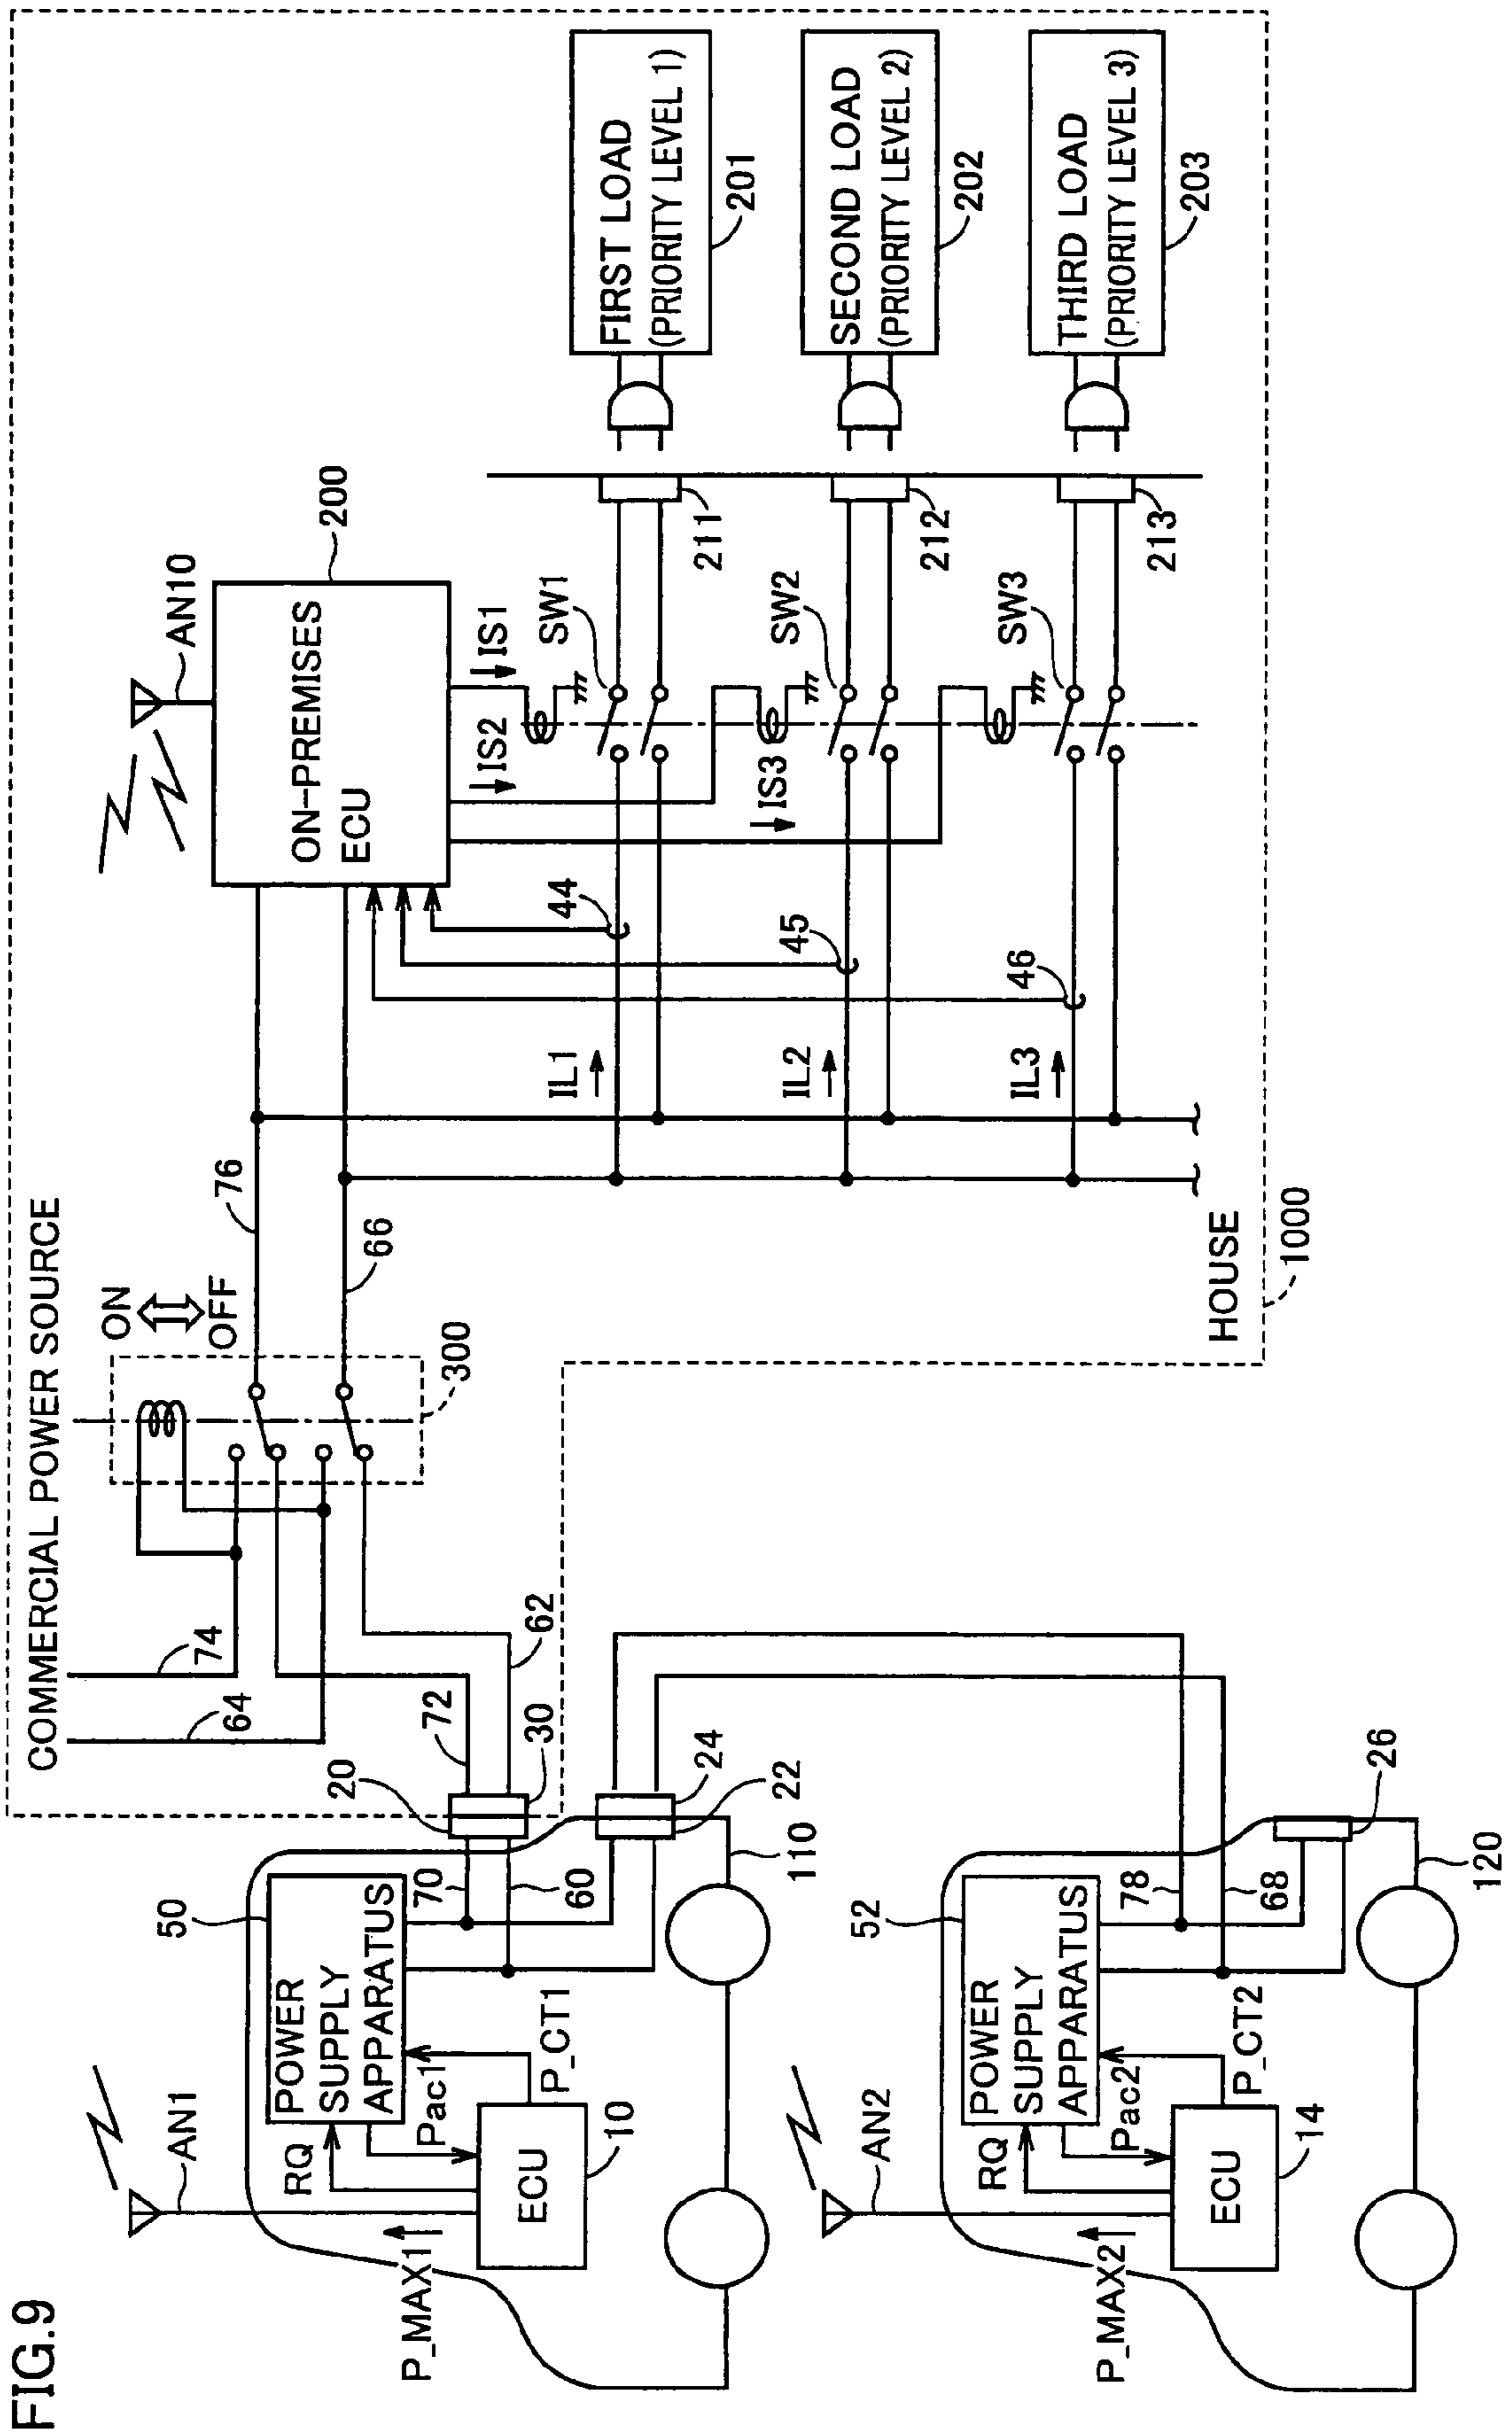 FIG.9
COMMERCIAL POWER SOURCE
ON
OFF
300
74
64
76
66
AN10
200
ON-PREMISES
ECU
IS1
IS2
IS3
SW1
SW2
SW3
44
45
46
IL1
IL2
IL3
211
212
213
FIRST LOAD
(PRIORITY LEVEL 1)
201
SECOND LOAD
(PRIORITY LEVEL 2)
202
THIRD LOAD
(PRIORITY LEVEL 3)
203
HOUSE
1000
72
62
20
30
24
22
50
POWER
SUPPLY
APPARATUS
70
60
110
AN1
RQ
Pac1
P_CT1
P_MAX1
ECU
10
52
POWER
SUPPLY
APPARATUS
78
68
26
120
AN2
RQ
Pac2
P_CT2
P_MAX2
ECU
14